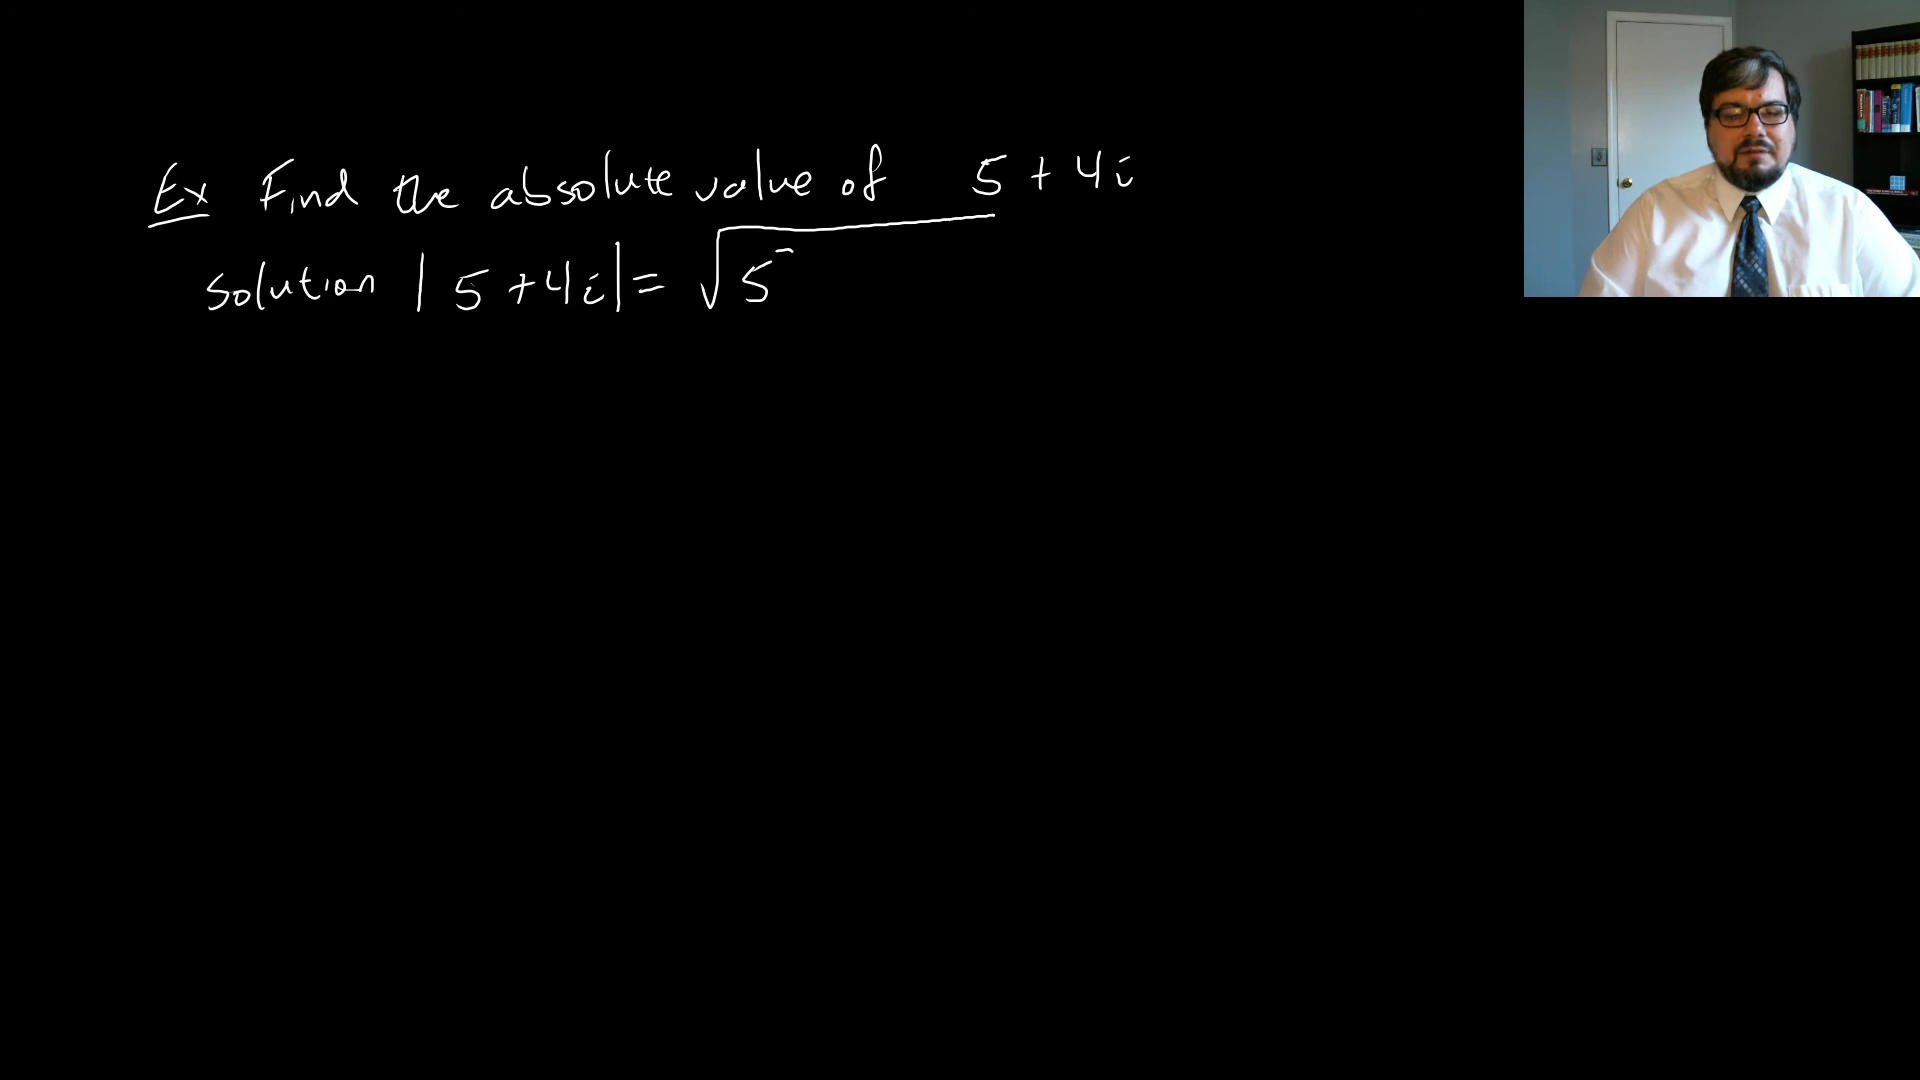 Ex Find the absolute value of 5 + 4i
solution |5 + 4i| = √5